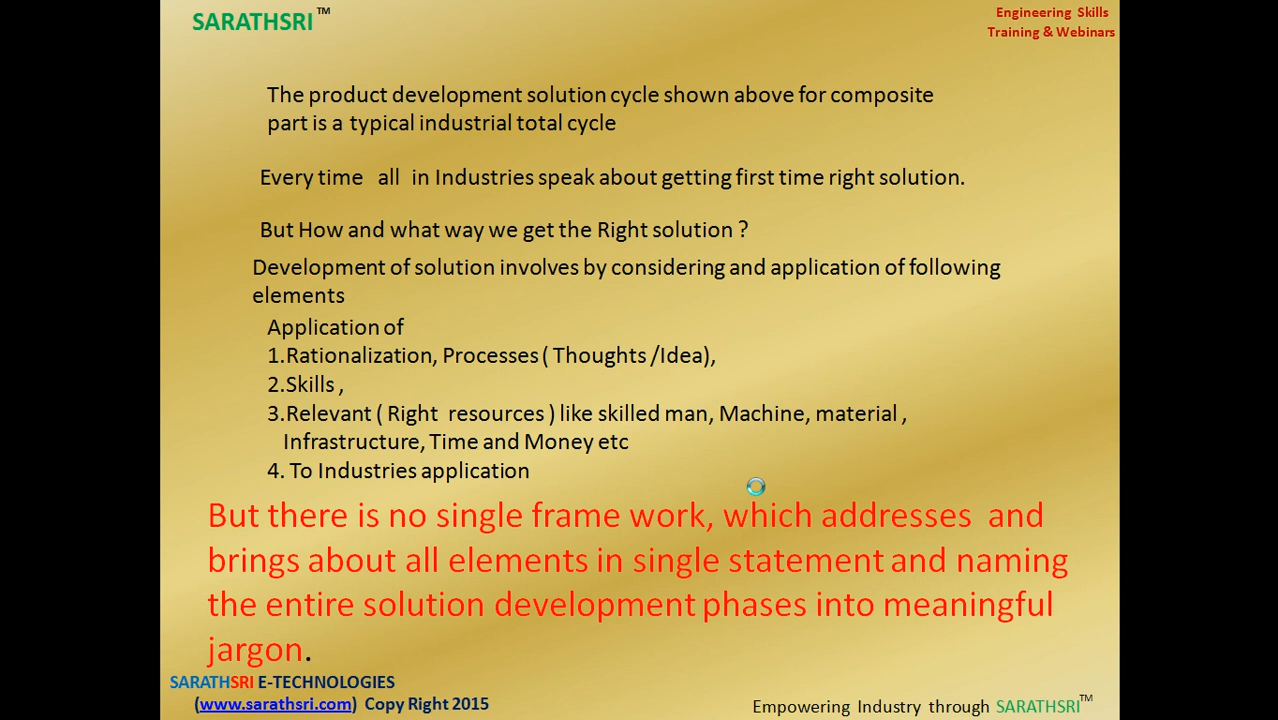 SARATHSRI™
Engineering Skills
Training & Webinars
The product development solution cycle shown above for composite
part is a typical industrial total cycle
Every time all in Industries speak about getting first time right solution.
But How and what way we get the Right solution ?
Development of solution involves by considering and application of following
elements
Application of
1.Rationalization, Processes ( Thoughts /Idea),
2.Skills ,
3.Relevant ( Right resources ) like skilled man, Machine, material ,
Infrastructure, Time and Money etc
4. To Industries application
But there is no single frame work, which addresses and
brings about all elements in single statement and naming
the entire solution development phases into meaningful
jargon.
SARATHSRI E-TECHNOLOGIES
(www.sarathsri.com) Copy Right 2015
Empowering Industry through SARATHSRI™